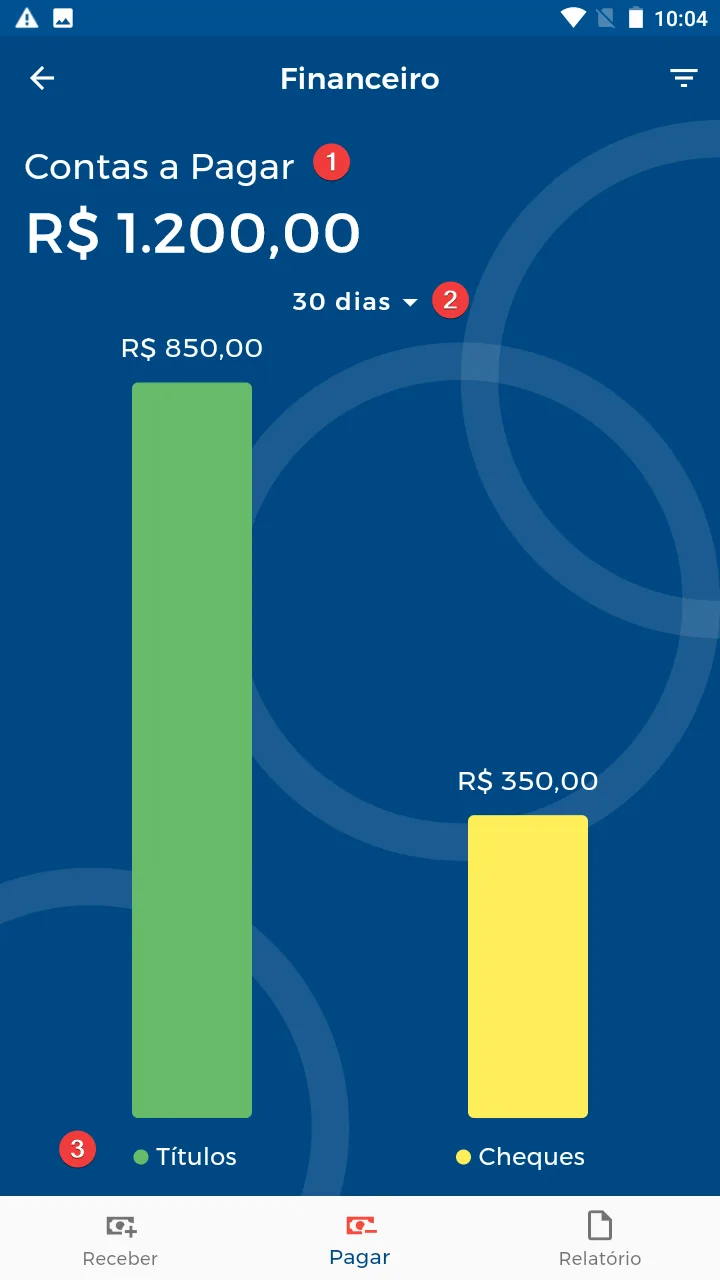 10:04
Financeiro
Contas a Pagar 1
R$ 1.200,00
30 dias 2
R$ 850,00
R$ 350,00
3 Títulos Cheques
Receber Pagar Relatório